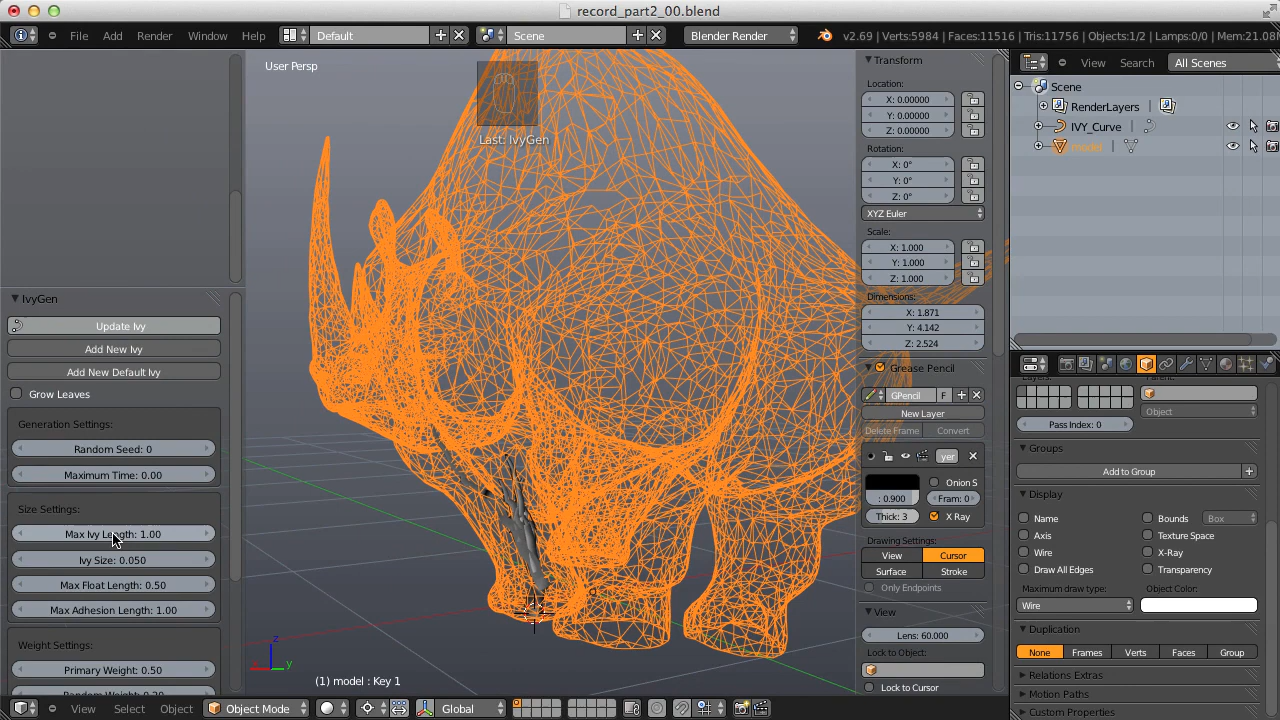 record_part2_00.blend
File Add Render Window Help Default Scene Blender Render v2.69 | Verts:5984 | Faces:11516 | Tris:11756 | Objects:1/2 | Lamps:0/0 | Mem:21.08
View Search All Scenes
Scene
RenderLayers
IVY_Curve
model
User Persp
Last: IvyGen
IvyGen
Update Ivy
Add New Ivy
Add New Default Ivy
Grow Leaves
Generation Settings:
Random Seed: 0
Maximum Time: 0.00
Size Settings:
Max Ivy Length: 1.00
Ivy Size: 0.050
Max Float Length: 0.50
Max Adhesion Length: 1.00
Weight Settings:
Primary Weight: 0.50
Random Weight: 0.20
z
y
(1) model : Key 1
Transform
Location:
X: 0.00000
Y: 0.00000
Z: 0.00000
Rotation:
X: 0°
Y: 0°
Z: 0°
XYZ Euler
Scale:
X: 1.000
Y: 1.000
Z: 1.000
Dimensions:
X: 1.871
Y: 4.142
Z: 2.524
Grease Pencil
GPencil F
New Layer
Delete Frame Convert
yer
Onion S
: 0.900 Fram: 0
Thick: 3 X Ray
Drawing Settings:
View Cursor
Surface Stroke
Only Endpoints
View
Lens: 60.000
Lock to Object:
Lock to Cursor
Object
Pass Index: 0
Groups
Add to Group
Display
Name Bounds Box
Axis Texture Space
Wire X-Ray
Draw All Edges Transparency
Maximum draw type: Object Color:
Wire
Duplication
None Frames Verts Faces Group
Relations Extras
Motion Paths
Custom Properties
View Select Object Object Mode Global